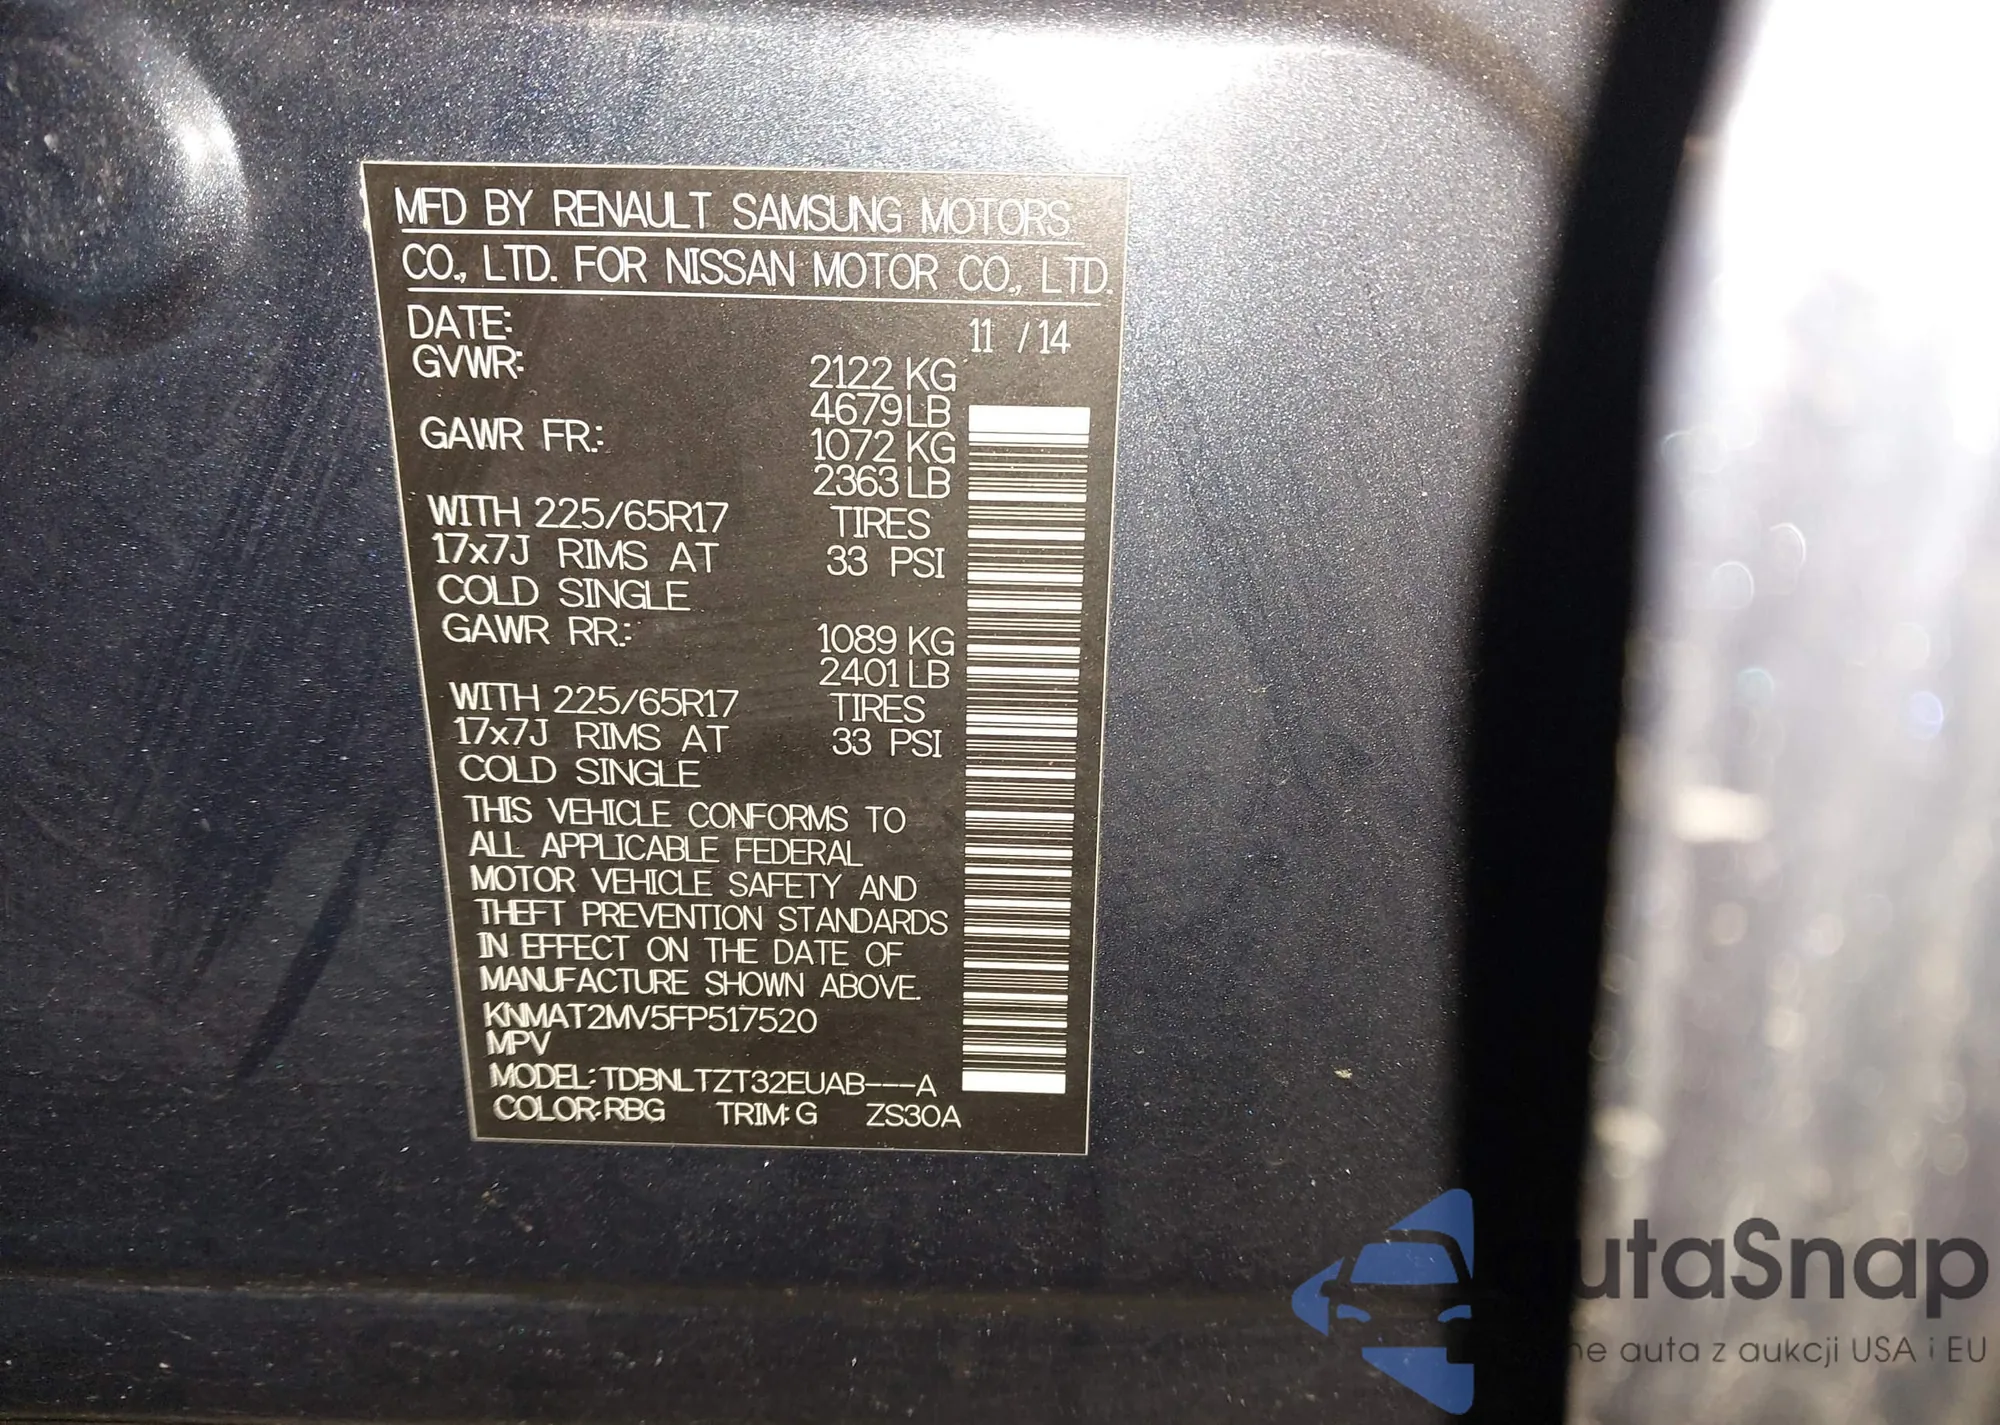 MFD BY RENAULT SAMSUNG MOTORS
CO., LTD. FOR NISSAN MOTOR CO., LTD.
DATE: 11 / 14
GVWR: 2122 KG
4679 LB
GAWR FR.: 1072 KG
2363 LB
WITH 225/65R17 TIRES
17x7J RIMS AT 33 PSI
COLD SINGLE
GAWR RR.: 1089 KG
2401 LB
WITH 225/65R17 TIRES
17x7J RIMS AT 33 PSI
COLD SINGLE
THIS VEHICLE CONFORMS TO
ALL APPLICABLE FEDERAL
MOTOR VEHICLE SAFETY AND
THEFT PREVENTION STANDARDS
IN EFFECT ON THE DATE OF
MANUFACTURE SHOWN ABOVE.
KNMAT2MV5FP517520
MPV
MODEL: TDBNLTZT32EUAB---A
COLOR: RBG TRIM: G ZS30A
utaSnap
ne auta z aukcji USA i EU